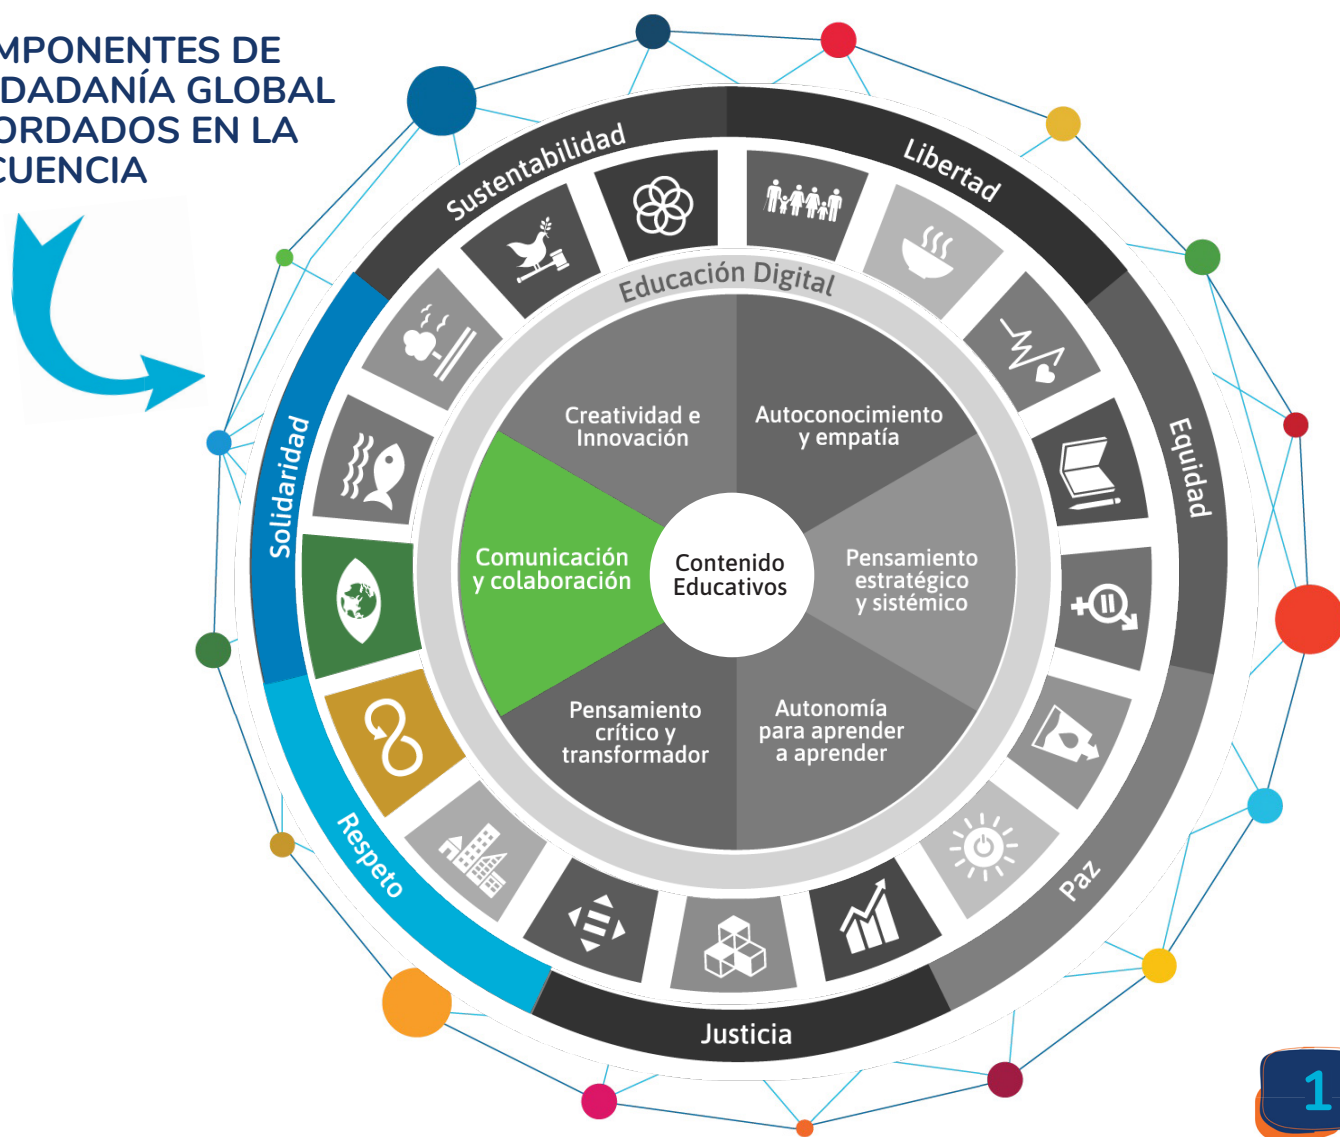 MPONENTES DE
DADANÍA GLOBAL
ORDADOS EN LA
CUENCIA
Sustentabilidad
Libertad
Educación Digital
Creatividad e
Innovación
Autoconocimiento
y empatía
Solidaridad
Equidad
Comunicación
y colaboración
Contenido
Educativos
Pensamiento
estratégico
y sistémico
Pensamiento
crítico y
transformador
Autonomía
para aprender
a aprender
Respeto
Paz
Justicia
1